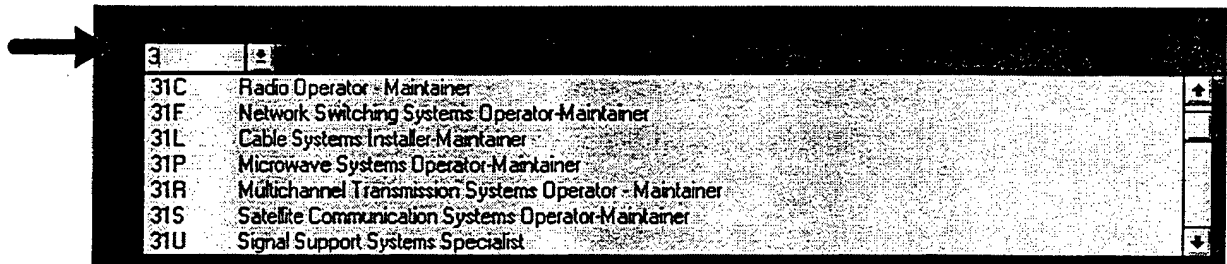 3
31C Radio Operator - Maintainer
31F Network Switching Systems Operator-Maintainer
31L Cable Systems Installer-Maintainer
31P Microwave Systems Operator-Maintainer
31R Multichannel Transmission Systems Operator - Maintainer
31S Satellite Communication Systems Operator-Maintainer
31U Signal Support Systems Specialist